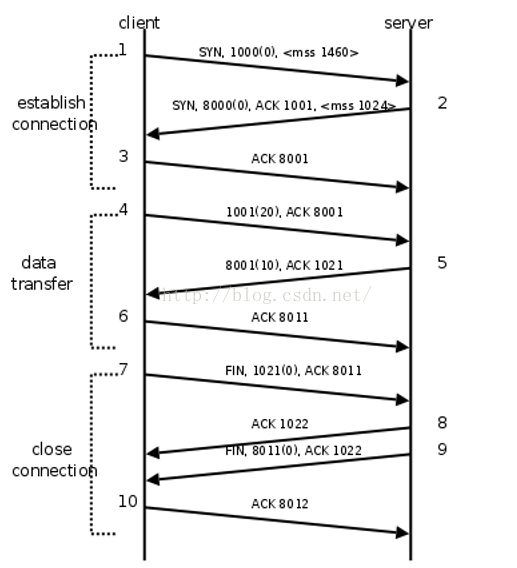 client server
1
SYN, 1000(0), <mss 1460>
establish
connection
SYN, 8000(0), ACK 1001, <mss 1024>
2
3
ACK 8001
4
1001(20), ACK 8001
data
transfer
8001(10), ACK 1021
5
http://blog.csdn.net/
6
ACK 8011
7
FIN, 1021(0), ACK 8011
ACK 1022
8
close
connection
FIN, 8011(0), ACK 1022
9
10
ACK 8012